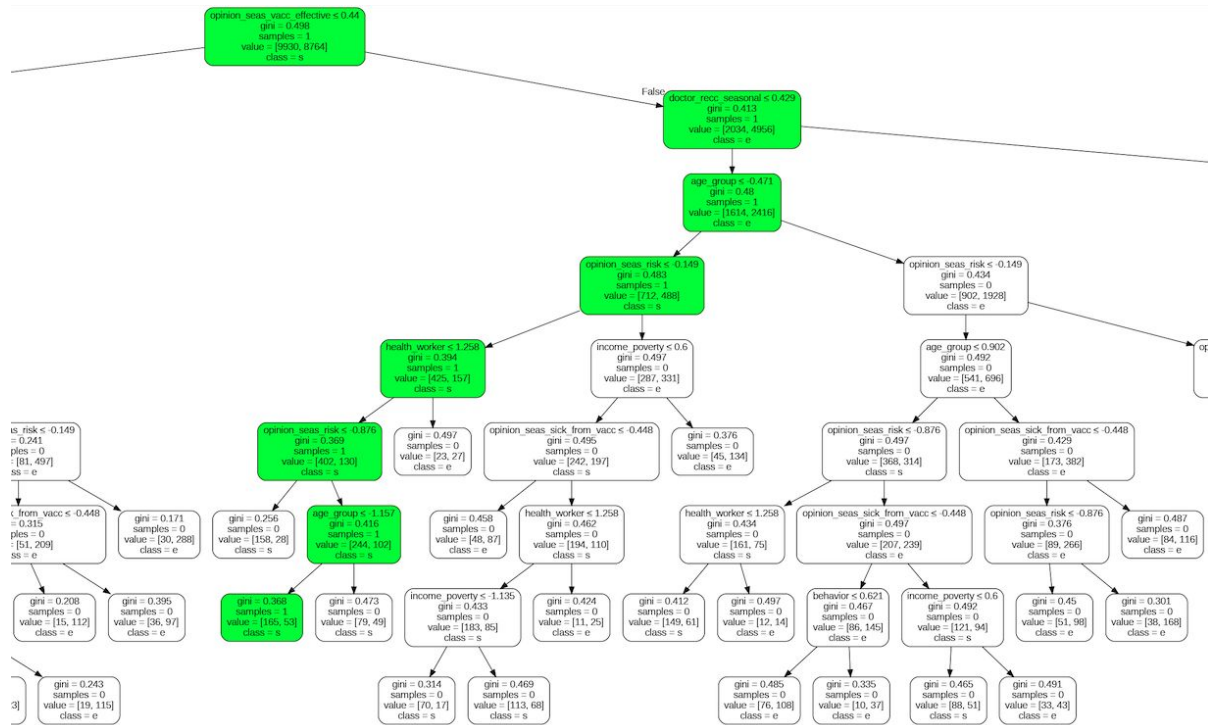 opinion_seas_vacc_effective ≤ 0.44
gini = 0.498
samples = 1
value = [9930, 8764]
class = s
False
doctor_recc_seasonal ≤ 0.429
gini = 0.413
samples = 1
value = [2034, 4956]
class = e
age_group ≤ -0.471
gini = 0.48
samples = 1
value = [1614, 2416]
class = e
opinion_seas_risk ≤ -0.149
gini = 0.483
samples = 1
value = [712, 488]
class = s
opinion_seas_risk ≤ -0.149
gini = 0.434
samples = 0
value = [902, 1928]
class = e
health_worker ≤ 1.258
gini = 0.394
samples = 1
value = [425, 157]
class = s
income_poverty ≤ 0.6
gini = 0.497
samples = 0
value = [287, 331]
class = e
age_group ≤ 0.902
gini = 0.492
samples = 0
value = [541, 696]
class = e
op
as_risk ≤ -0.149
= 0.241
ples = 0
= [81, 497]
ss = e
opinion_seas_risk ≤ -0.876
gini = 0.369
samples = 1
value = [402, 130]
class = s
gini = 0.497
samples = 0
value = [23, 27]
class = e
opinion_seas_sick_from_vacc ≤ -0.448
gini = 0.495
samples = 0
value = [242, 197]
class = s
gini = 0.376
samples = 0
value = [45, 134]
class = e
opinion_seas_risk ≤ -0.876
gini = 0.497
samples = 0
value = [368, 314]
class = s
opinion_seas_sick_from_vacc ≤ -0.448
gini = 0.429
samples = 0
value = [173, 382]
class = e
k_from_vacc ≤ -0.448
= 0.315
ples = 0
[51, 209]
ss = e
gini = 0.171
samples = 0
value = [30, 288]
class = e
gini = 0.256
samples = 0
value = [158, 28]
class = s
age_group ≤ -1.157
gini = 0.416
samples = 1
value = [244, 102]
class = s
gini = 0.458
samples = 0
value = [48, 87]
class = e
health_worker ≤ 1.258
gini = 0.462
samples = 0
value = [194, 110]
class = s
health_worker ≤ 1.258
gini = 0.434
samples = 0
value = [161, 75]
class = s
opinion_seas_sick_from_vacc ≤ -0.448
gini = 0.497
samples = 0
value = [207, 239]
class = e
opinion_seas_risk ≤ -0.876
gini = 0.376
samples = 0
value = [89, 266]
class = e
gini = 0.487
samples = 0
value = [84, 116]
class = e
gini = 0.208
samples = 0
value = [15, 112]
class = e
gini = 0.395
samples = 0
value = [36, 97]
class = e
gini = 0.368
samples = 1
value = [165, 53]
class = s
gini = 0.473
samples = 0
value = [79, 49]
class = s
income_poverty ≤ -1.135
gini = 0.433
samples = 0
value = [183, 85]
class = s
gini = 0.424
samples = 0
value = [11, 25]
class = e
gini = 0.412
samples = 0
value = [149, 61]
class = s
gini = 0.497
samples = 0
value = [12, 14]
class = e
behavior ≤ 0.621
gini = 0.467
samples = 0
value = [86, 145]
class = e
income_poverty ≤ 0.6
gini = 0.492
samples = 0
value = [121, 94]
class = s
gini = 0.45
samples = 0
value = [51, 98]
class = e
gini = 0.301
samples = 0
value = [38, 168]
class = e
3]
gini = 0.243
samples = 0
value = [19, 115]
class = e
gini = 0.314
samples = 0
value = [70, 17]
class = s
gini = 0.469
samples = 0
value = [113, 68]
class = s
gini = 0.485
samples = 0
value = [76, 108]
class = e
gini = 0.335
samples = 0
value = [10, 37]
class = e
gini = 0.465
samples = 0
value = [88, 51]
class = s
gini = 0.491
samples = 0
value = [33, 43]
class = e